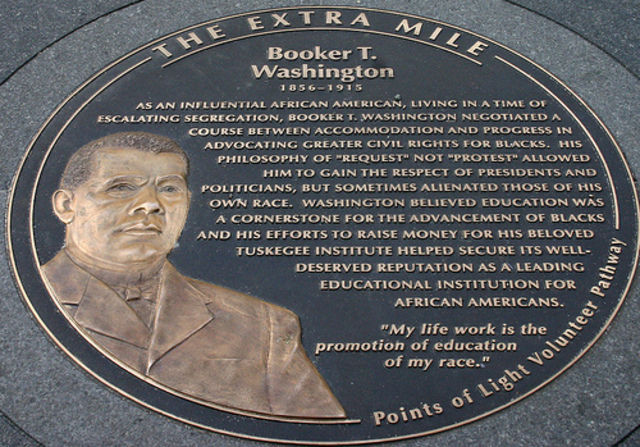 THE EXTRA MILE
Booker T.
Washington
1856–1915
AS AN INFLUENTIAL AFRICAN AMERICAN, LIVING IN A TIME OF
ESCALATING SEGREGATION, BOOKER T. WASHINGTON NEGOTIATED A
COURSE BETWEEN ACCOMMODATION AND PROGRESS IN
ADVOCATING GREATER CIVIL RIGHTS FOR BLACKS. HIS
PHILOSOPHY OF "REQUEST" NOT "PROTEST" ALLOWED
HIM TO GAIN THE RESPECT OF PRESIDENTS AND
POLITICIANS, BUT SOMETIMES ALIENATED THOSE OF HIS
OWN RACE. WASHINGTON BELIEVED EDUCATION WAS
A CORNERSTONE FOR THE ADVANCEMENT OF BLACKS
AND HIS EFFORTS TO RAISE MONEY FOR HIS BELOVED
TUSKEGEE INSTITUTE HELPED SECURE ITS WELL-
DESERVED REPUTATION AS A LEADING
EDUCATIONAL INSTITUTION FOR
AFRICAN AMERICANS.
"My life work is the
promotion of education
of my race."
Points of Light Volunteer Pathway